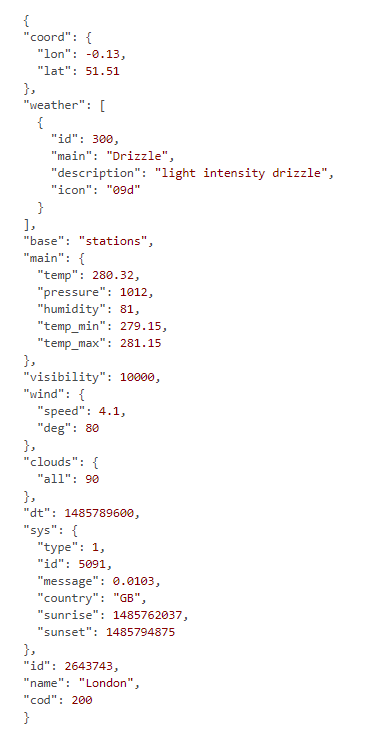 {
"coord": {
"lon": -0.13,
"lat": 51.51
},
"weather": [
{
"id": 300,
"main": "Drizzle",
"description": "light intensity drizzle",
"icon": "09d"
}
],
"base": "stations",
"main": {
"temp": 280.32,
"pressure": 1012,
"humidity": 81,
"temp_min": 279.15,
"temp_max": 281.15
},
"visibility": 10000,
"wind": {
"speed": 4.1,
"deg": 80
},
"clouds": {
"all": 90
},
"dt": 1485789600,
"sys": {
"type": 1,
"id": 5091,
"message": 0.0103,
"country": "GB",
"sunrise": 1485762037,
"sunset": 1485794875
},
"id": 2643743,
"name": "London",
"cod": 200
}